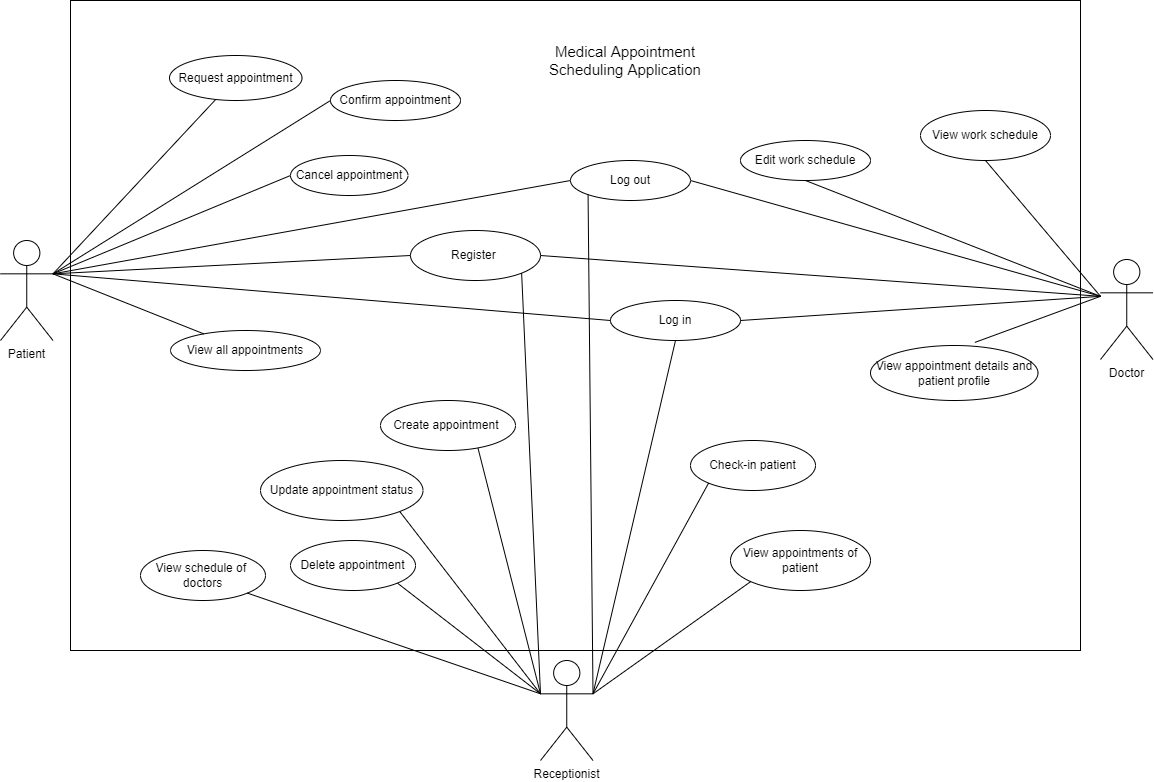 Medical Appointment
Scheduling Application
Request appointment
Confirm appointment
Cancel appointment
Log out
Edit work schedule
View work schedule
Register
Log in
Patient
View all appointments
View appointment details and
patient profile
Doctor
Create appointment
Check-in patient
Update appointment status
View appointments of
patient
Delete appointment
View schedule of
doctors
Receptionist